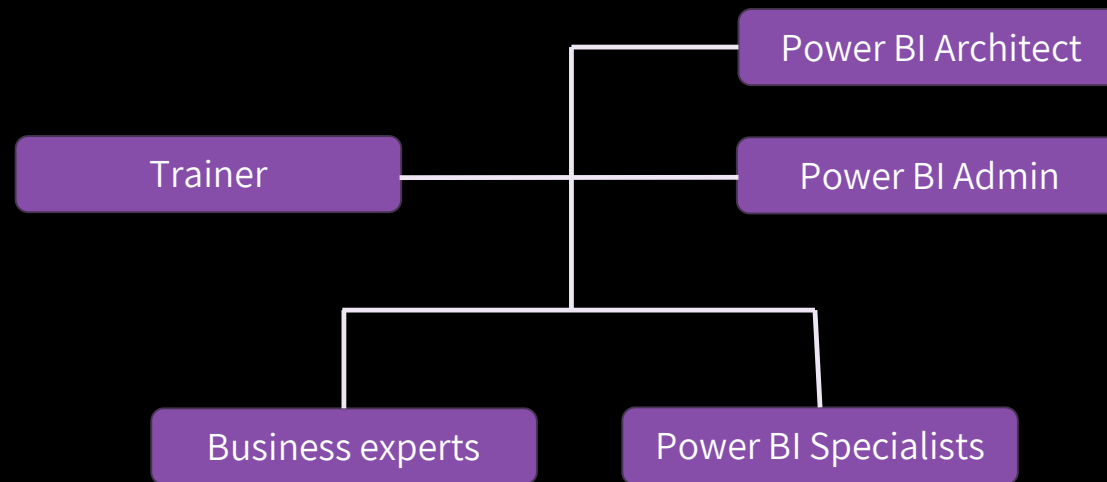 Power BI Architect
Trainer
Power BI Admin
Business experts
Power BI Specialists